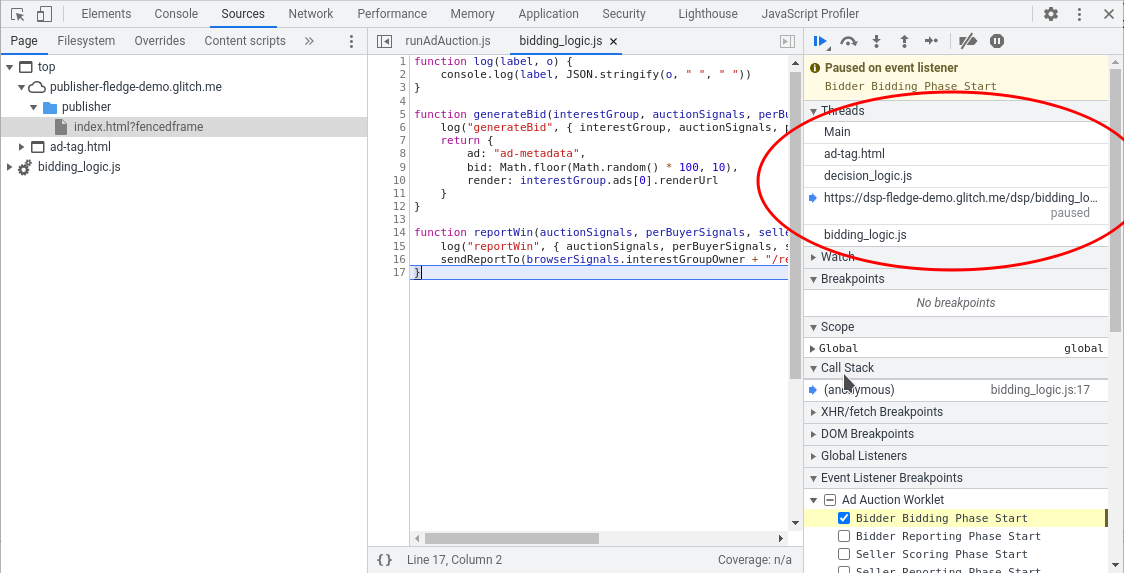 Elements Console Sources Network Performance Memory Application Security Lighthouse JavaScript Profiler
Page Filesystem Overrides Content scripts »
top
publisher-fledge-demo.glitch.me
publisher
index.html?fencedframe
ad-tag.html
bidding_logic.js
runAdAuction.js bidding_logic.js ×
1 function log(label, o) {
2 console.log(label, JSON.stringify(o, " ", " "))
3 }
4
5 function generateBid(interestGroup, auctionSignals, perBu
6 log("generateBid", { interestGroup, auctionSignals, p
7 return {
8 ad: "ad-metadata",
9 bid: Math.floor(Math.random() * 100, 10),
10 render: interestGroup.ads[0].renderUrl
11 }
12 }
13
14 function reportWin(auctionSignals, perBuyerSignals, selle
15 log("reportWin", { auctionSignals, perBuyerSignals, s
16 sendReportTo(browserSignals.interestGroupOwner + "/re
17 }
{} Line 17, Column 2 Coverage: n/a
Paused on event listener
Bidder Bidding Phase Start
Threads
Main
ad-tag.html
decision_logic.js
https://dsp-fledge-demo.glitch.me/dsp/bidding_lo…
paused
bidding_logic.js
Watch
Breakpoints
No breakpoints
Scope
Global global
Call Stack
(anonymous) bidding_logic.js:17
XHR/fetch Breakpoints
DOM Breakpoints
Global Listeners
Event Listener Breakpoints
Ad Auction Worklet
Bidder Bidding Phase Start
Bidder Reporting Phase Start
Seller Scoring Phase Start
Seller Reporting Phase Start